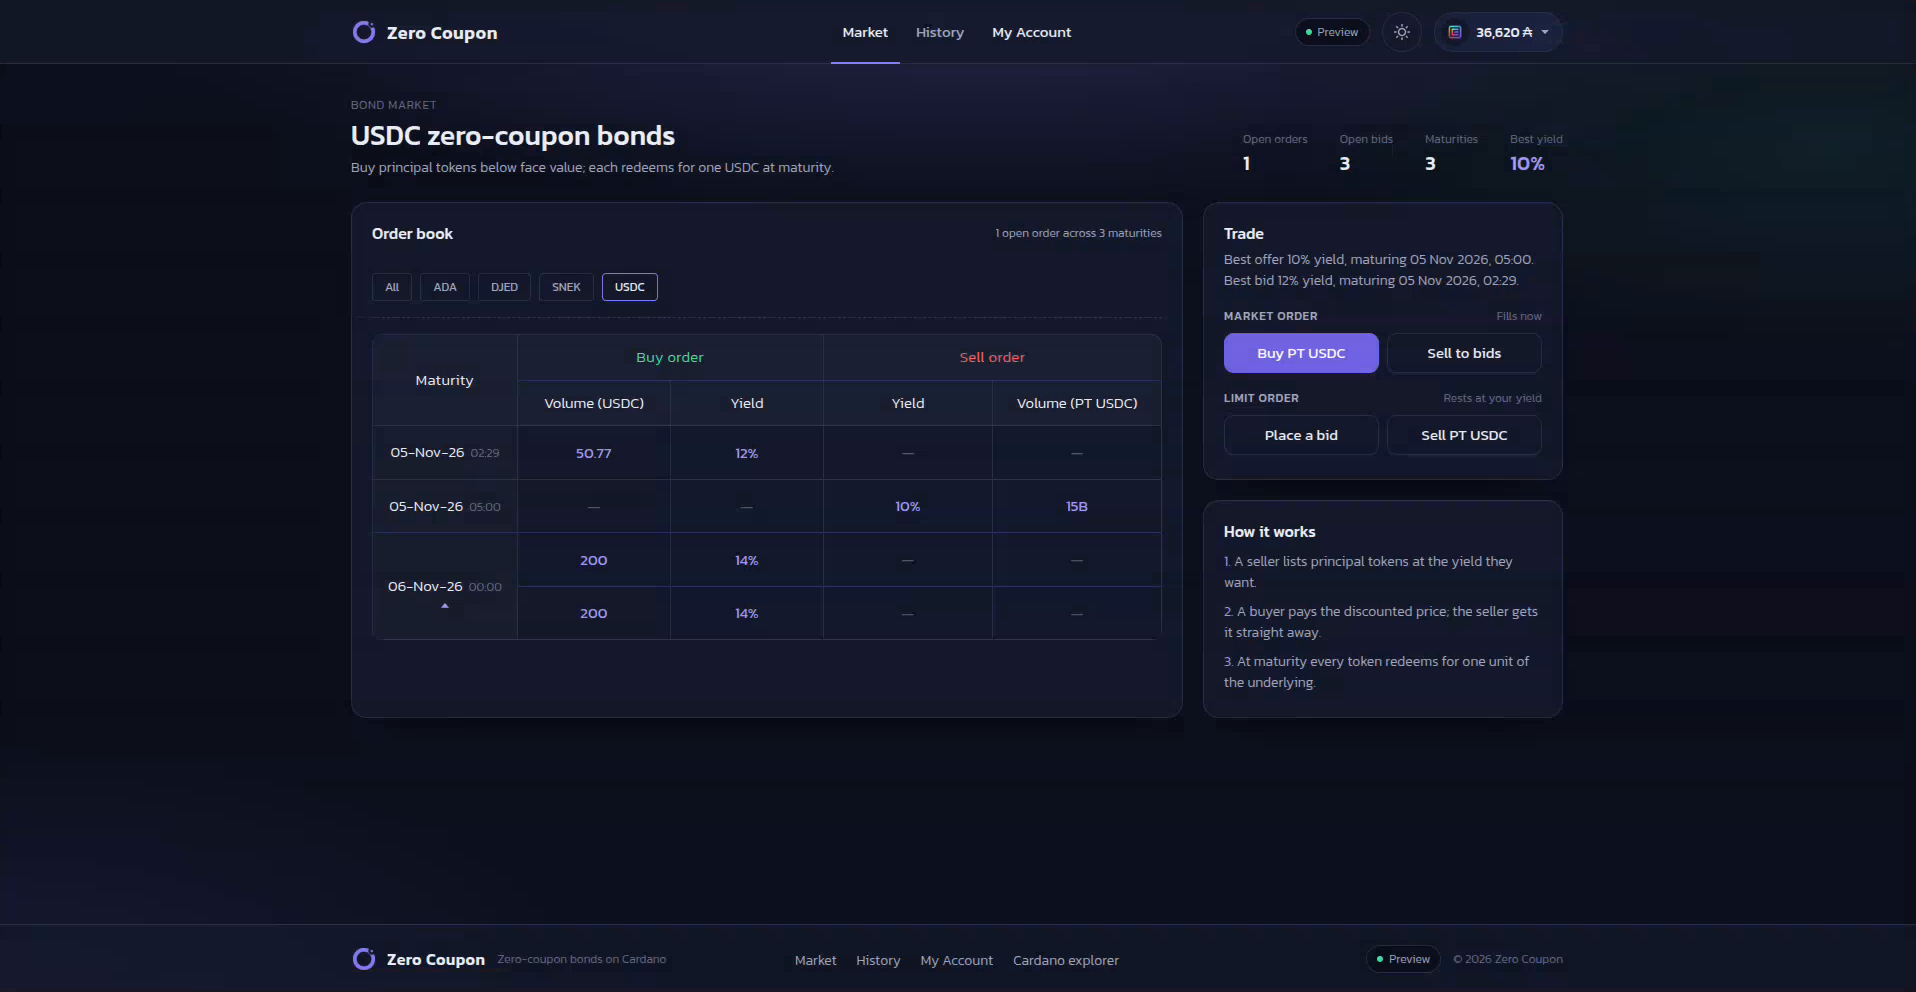 Zero Coupon
Market History My Account
Preview
36,620 ₳
BOND MARKET
USDC zero-coupon bonds
Buy principal tokens below face value; each redeems for one USDC at maturity.
Open orders Open bids Maturities Best yield
1 3 3 10%
Order book
1 open order across 3 maturities
All ADA DJED SNEK USDC
Maturity Buy order Sell order
Volume (USDC) Yield Yield Volume (PT USDC)
05-Nov-26 02:29 50.77 12% — —
05-Nov-26 05:00 — — 10% 15B
06-Nov-26 00:00 200 14% — —
200 14% — —
Trade
Best offer 10% yield, maturing 05 Nov 2026, 05:00.
Best bid 12% yield, maturing 05 Nov 2026, 02:29.
MARKET ORDER Fills now
Buy PT USDC Sell to bids
LIMIT ORDER Rests at your yield
Place a bid Sell PT USDC
How it works
1. A seller lists principal tokens at the yield they
want.
2. A buyer pays the discounted price; the seller gets
it straight away.
3. At maturity every token redeems for one unit of
the underlying.
Zero Coupon Zero-coupon bonds on Cardano
Market History My Account Cardano explorer
Preview © 2026 Zero Coupon